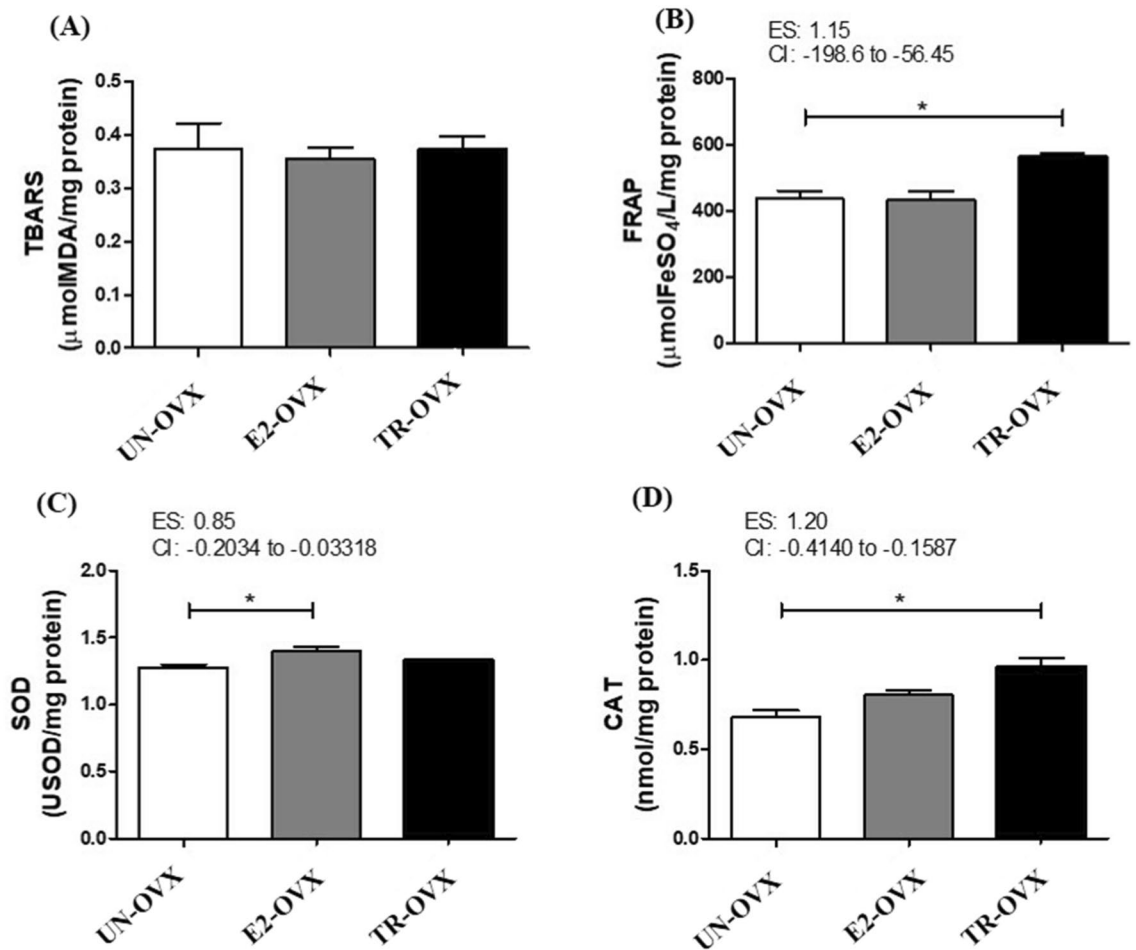 (A)
TBARS
(μmolMDA/mg protein)
0.5
0.4
0.3
0.2
0.1
0.0
UN-OVX
E2-OVX
TR-OVX
(B)
ES: 1.15
CI: -198.6 to -56.45
FRAP
(μmolFeSO₄/L/mg protein)
800
600
400
200
0
*
UN-OVX
E2-OVX
TR-OVX
(C)
ES: 0.85
CI: -0.2034 to -0.03318
SOD
(USOD/mg protein)
2.0
1.5
1.0
0.5
0.0
*
UN-OVX
E2-OVX
TR-OVX
(D)
ES: 1.20
CI: -0.4140 to -0.1587
CAT
(nmol/mg protein)
1.5
1.0
0.5
0.0
*
UN-OVX
E2-OVX
TR-OVX